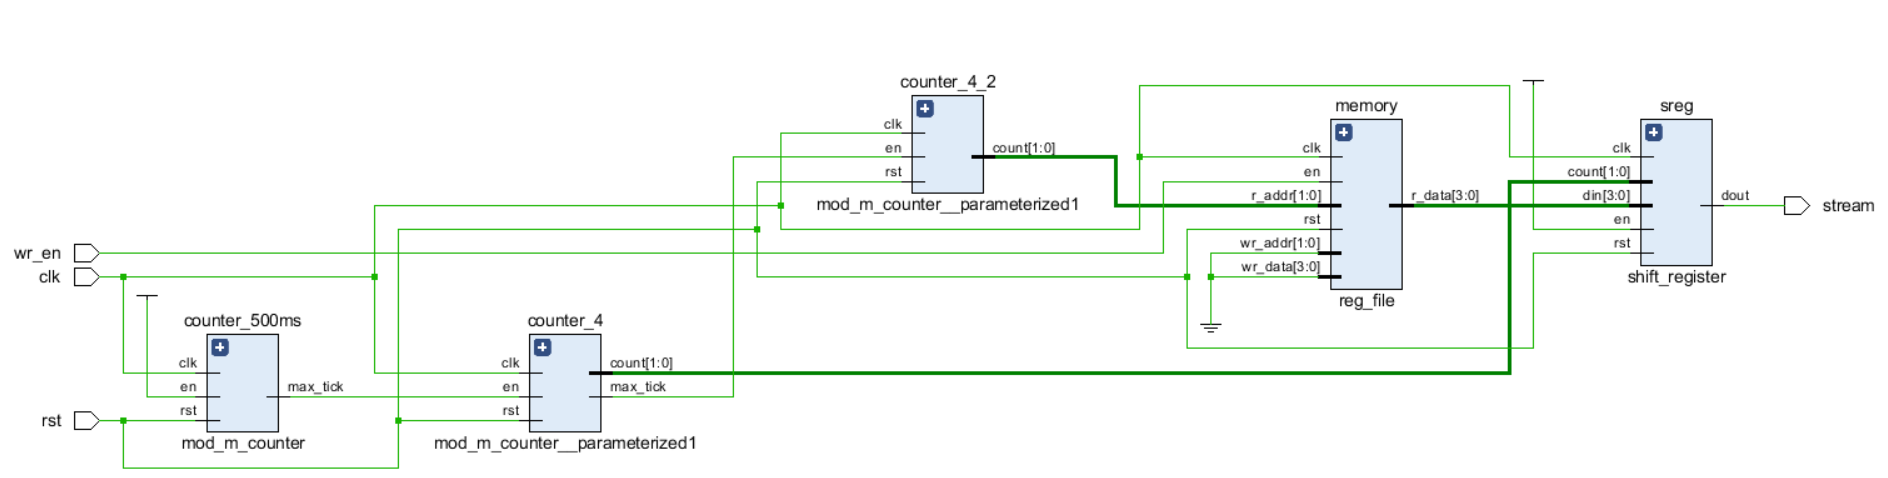 counter_4_2
clk
en
rst
count[1:0]
mod_m_counter__parameterized1
memory
clk
en
r_addr[1:0]
rst
wr_addr[1:0]
wr_data[3:0]
r_data[3:0]
reg_file
sreg
clk
count[1:0]
din[3:0]
en
rst
dout
shift_register
stream
wr_en
clk
rst
counter_500ms
clk
en
rst
max_tick
mod_m_counter
counter_4
clk
en
rst
count[1:0]
max_tick
mod_m_counter__parameterized1